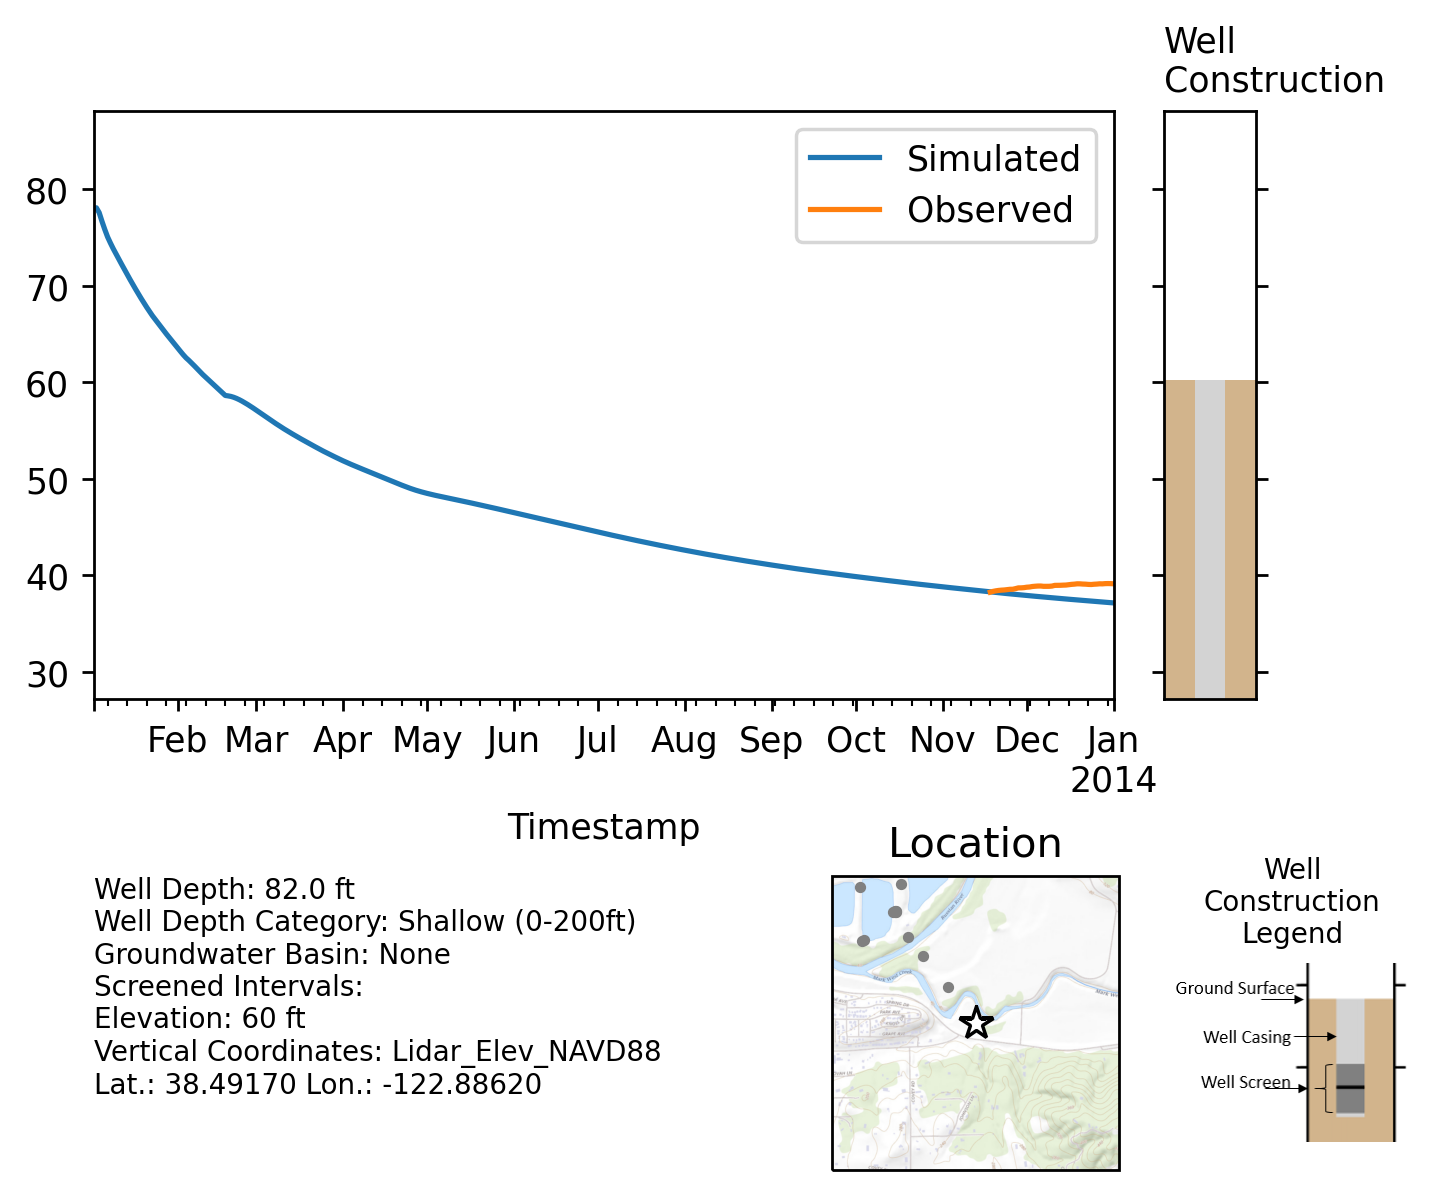 Well
Construction
Simulated
Observed
80
70
60
50
40
30
Feb Mar Apr May Jun Jul Aug Sep Oct Nov Dec Jan
2014
Timestamp
Well Depth: 82.0 ft
Well Depth Category: Shallow (0-200ft)
Groundwater Basin: None
Screened Intervals:
Elevation: 60 ft
Vertical Coordinates: Lidar_Elev_NAVD88
Lat.: 38.49170 Lon.: -122.88620
Location
Well
Construction
Legend
Ground Surface
Well Casing
Well Screen